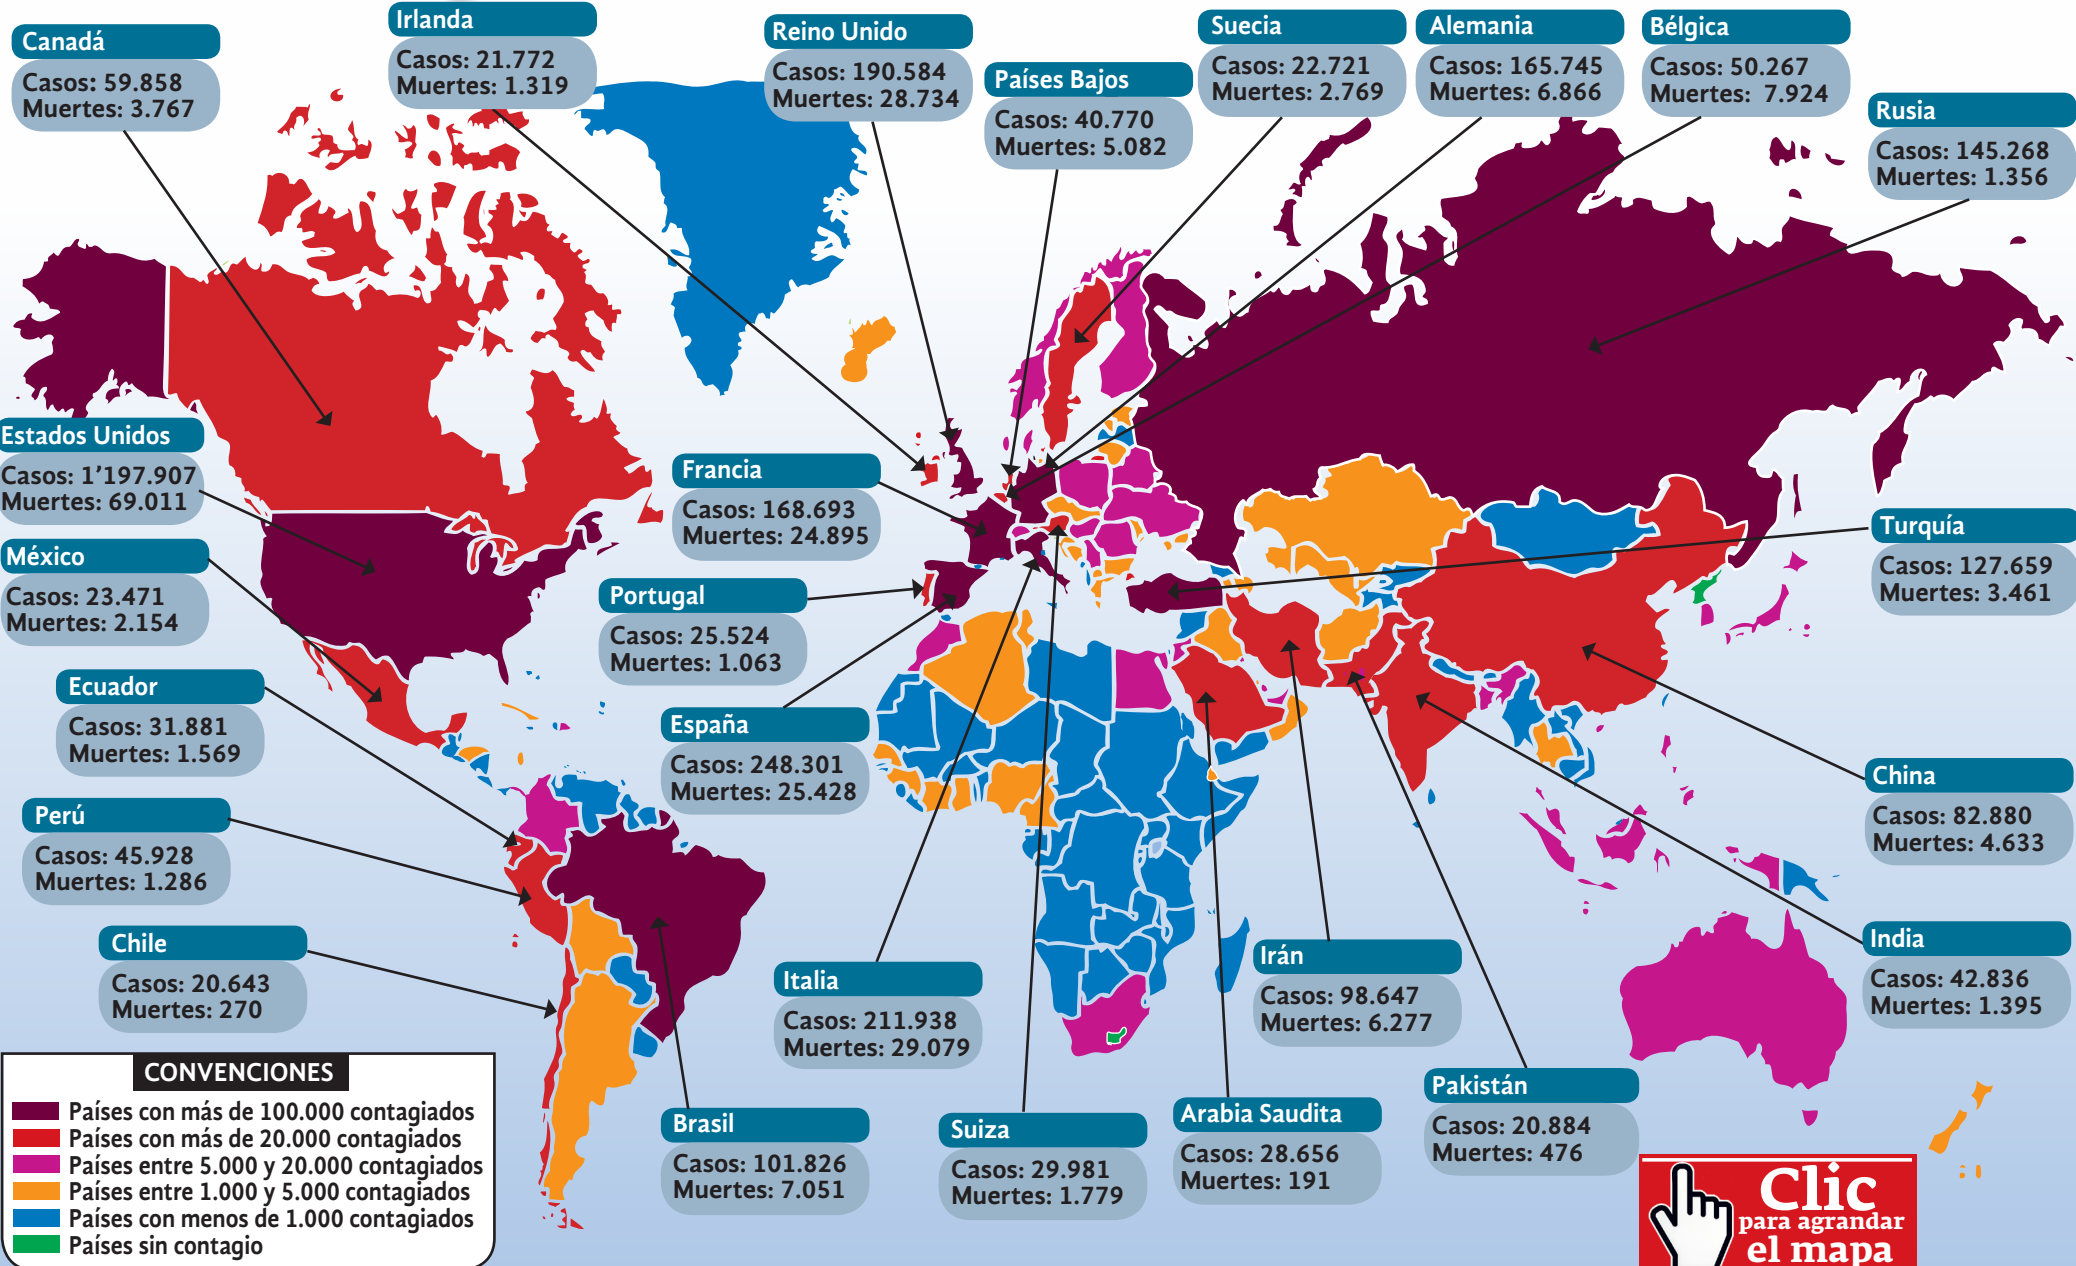 Canadá
Casos: 59.858
Muertes: 3.767
Irlanda
Casos: 21.772
Muertes: 1.319
Reino Unido
Casos: 190.584
Muertes: 28.734
Países Bajos
Casos: 40.770
Muertes: 5.082
Suecia
Casos: 22.721
Muertes: 2.769
Alemania
Casos: 165.745
Muertes: 6.866
Bélgica
Casos: 50.267
Muertes: 7.924
Rusia
Casos: 145.268
Muertes: 1.356
Estados Unidos
Casos: 1’197.907
Muertes: 69.011
Francia
Casos: 168.693
Muertes: 24.895
Turquía
Casos: 127.659
Muertes: 3.461
México
Casos: 23.471
Muertes: 2.154
Portugal
Casos: 25.524
Muertes: 1.063
Ecuador
Casos: 31.881
Muertes: 1.569
España
Casos: 248.301
Muertes: 25.428
China
Casos: 82.880
Muertes: 4.633
Perú
Casos: 45.928
Muertes: 1.286
Chile
Casos: 20.643
Muertes: 270
Italia
Casos: 211.938
Muertes: 29.079
Irán
Casos: 98.647
Muertes: 6.277
India
Casos: 42.836
Muertes: 1.395
Brasil
Casos: 101.826
Muertes: 7.051
Suiza
Casos: 29.981
Muertes: 1.779
Arabia Saudita
Casos: 28.656
Muertes: 191
Pakistán
Casos: 20.884
Muertes: 476
CONVENCIONES
Países con más de 100.000 contagiados
Países con más de 20.000 contagiados
Países entre 5.000 y 20.000 contagiados
Países entre 1.000 y 5.000 contagiados
Países con menos de 1.000 contagiados
Países sin contagio
Clic
para agrandar
el mapa